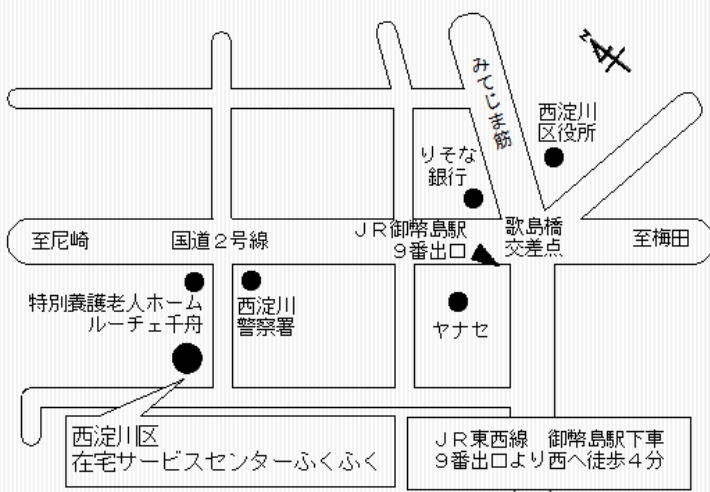 みてじま筋
西淀川
区役所
りそな
銀行
至尼崎
国道２号線
ＪＲ御幣島駅
９番出口
歌島橋
交差点
至梅田
特別養護老人ホーム
ルーチェ千舟
西淀川
警察署
ヤナセ
西淀川区
在宅サービスセンターふくふく
ＪＲ東西線　御幣島駅下車
９番出口より西へ徒歩４分